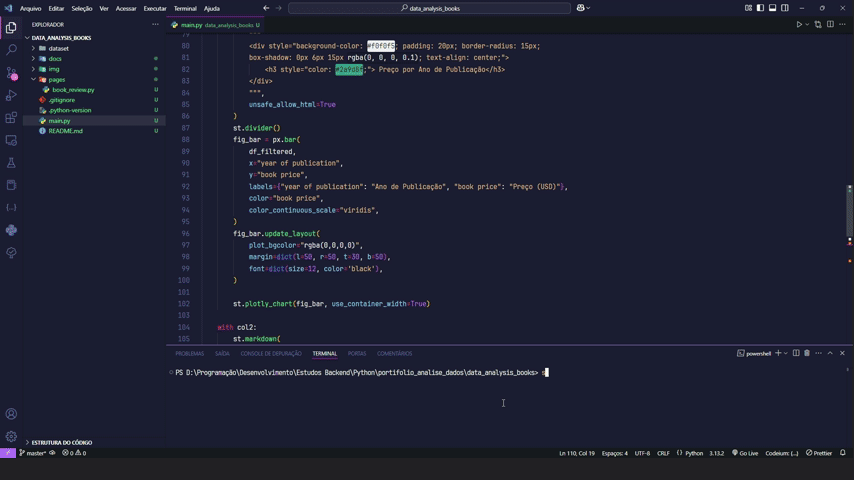 Arquivo Editar Seleção Ver Acessar Executar Terminal Ajuda
data_analysis_books
EXPLORADOR
main.py data_analysis_books U
DATA_ANALYSIS_BOOKS
dataset
docs
img
pages
book_review.py U
.gitignore U
.python-version U
main.py U
README.md U
80 <div style="background-color: #f0f0f5; padding: 20px; border-radius: 15px;
81 box-shadow: 0px 6px 15px rgba(0, 0, 0, 0.1); text-align: center;">
82 <h3 style="color: #2a9d8f;"> Preço por Ano de Publicação</h3>
83 </div>
84 """,
85 unsafe_allow_html=True
86 )
87 st.divider()
88 fig_bar = px.bar(
89 df_filtered,
90 x="year of publication",
91 y="book price",
92 labels={"year of publication": "Ano de Publicação", "book price": "Preço (USD)"},
93 color="book price",
94 color_continuous_scale="viridis",
95 )
96 fig_bar.update_layout(
97 plot_bgcolor="rgba(0,0,0,0)",
98 margin=dict(l=50, r=50, t=30, b=50),
99 font=dict(size=12, color='black'),
100 )
101
102 st.plotly_chart(fig_bar, use_container_width=True)
103
104 with col2:
105 st.markdown(
PROBLEMAS SAÍDA CONSOLE DE DEPURAÇÃO TERMINAL PORTAS COMENTÁRIOS
powershell
PS D:\Programação\Desenvolvimento\Estudos Backend\Python\portifolio_analise_dados\data_analysis_books> s
ESTRUTURA DO CÓDIGO
master* 0 0 Ln 110, Col 19 Espaços: 4 UTF-8 CRLF Python 3.13.2 Go Live Codeium: {...} Prettier